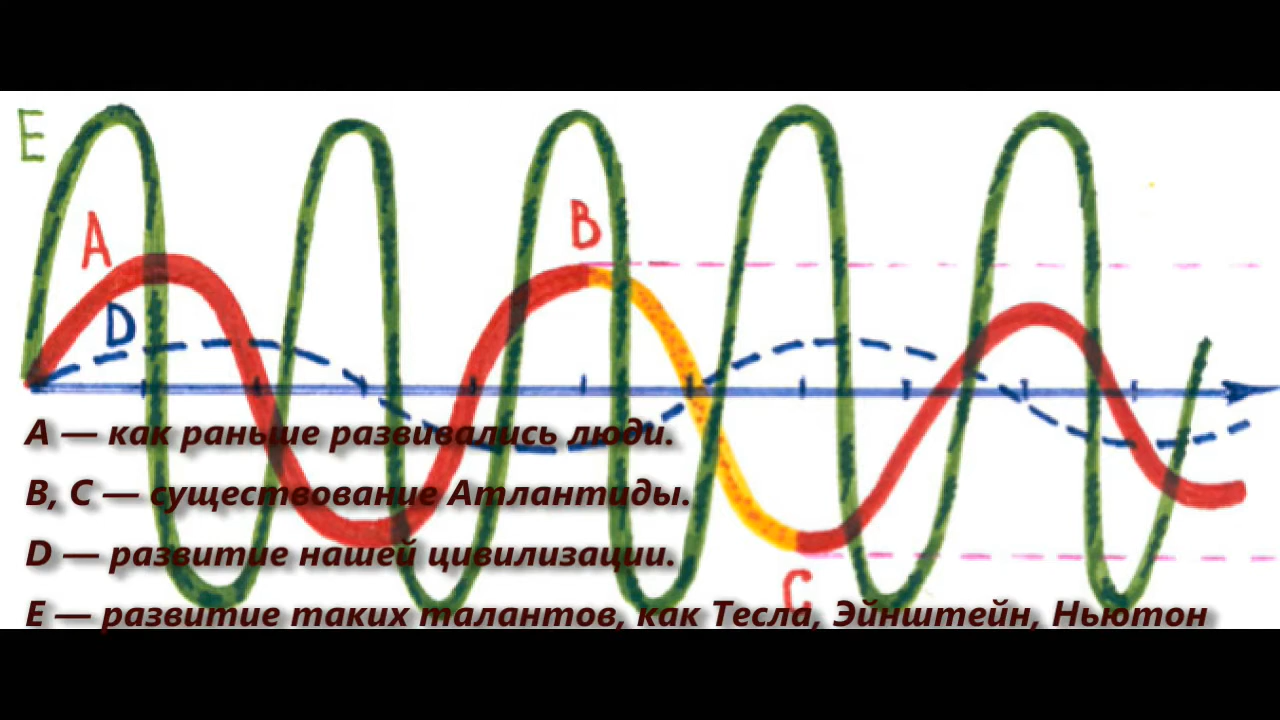 E
A
B
D
A — как раньше развивались люди.
B, C — существование Атлантиды.
D — развитие нашей цивилизации.
C
E — развитие таких талантов, как Тесла, Эйнштейн, Ньютон